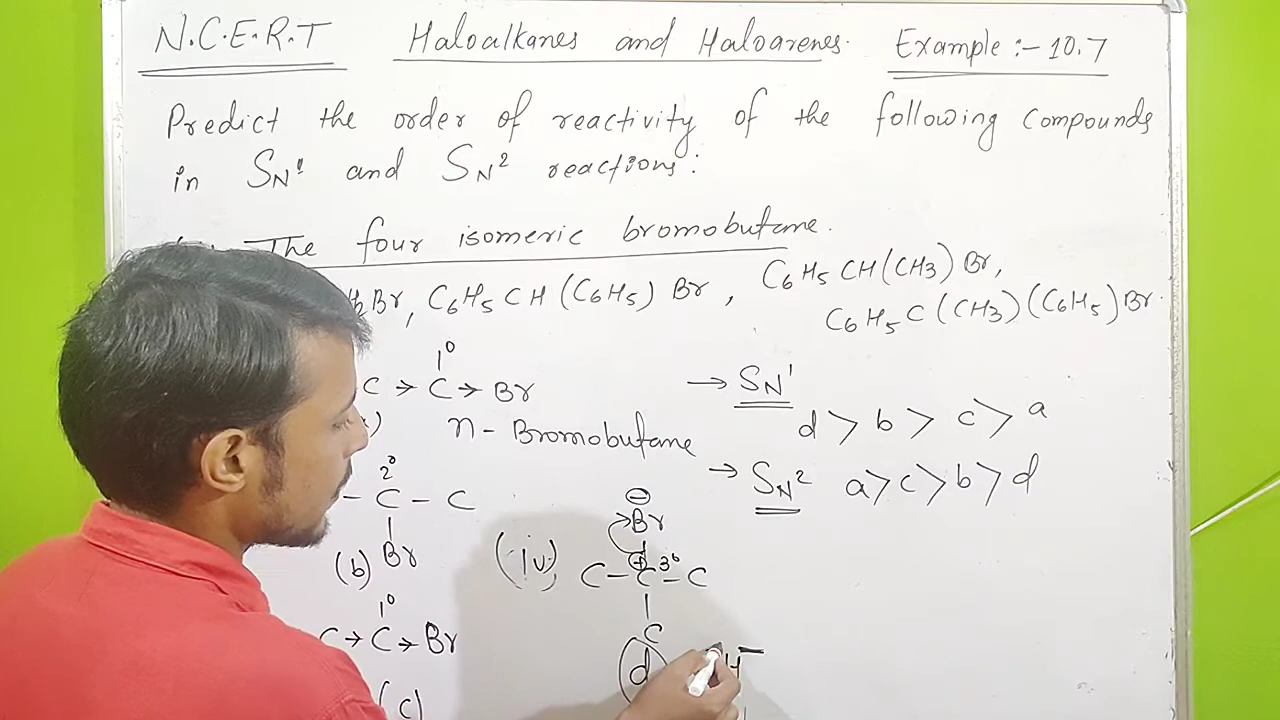 N.C.E.R.T Haloalkanes and Haloarenes. Example :- 10.7
Predict the order of reactivity of the following compounds
in SN¹ and SN² reactions:
The four isomeric bromobutane.
Br, C6H5CH(C6H5)Br, C6H5CH(CH3)Br,
C6H5C(CH3)(C6H5)Br.
1°
C → C → Br
n-Bromobutane
→ SN¹
d > b > c > a
→ SN² a > c > b > d
2°
- C - C
|
Br
(b)
1°
C → C → Br
(c)
(iv)
⊖
Br
|
⊕ 3°
C - C - C
|
C
(d)